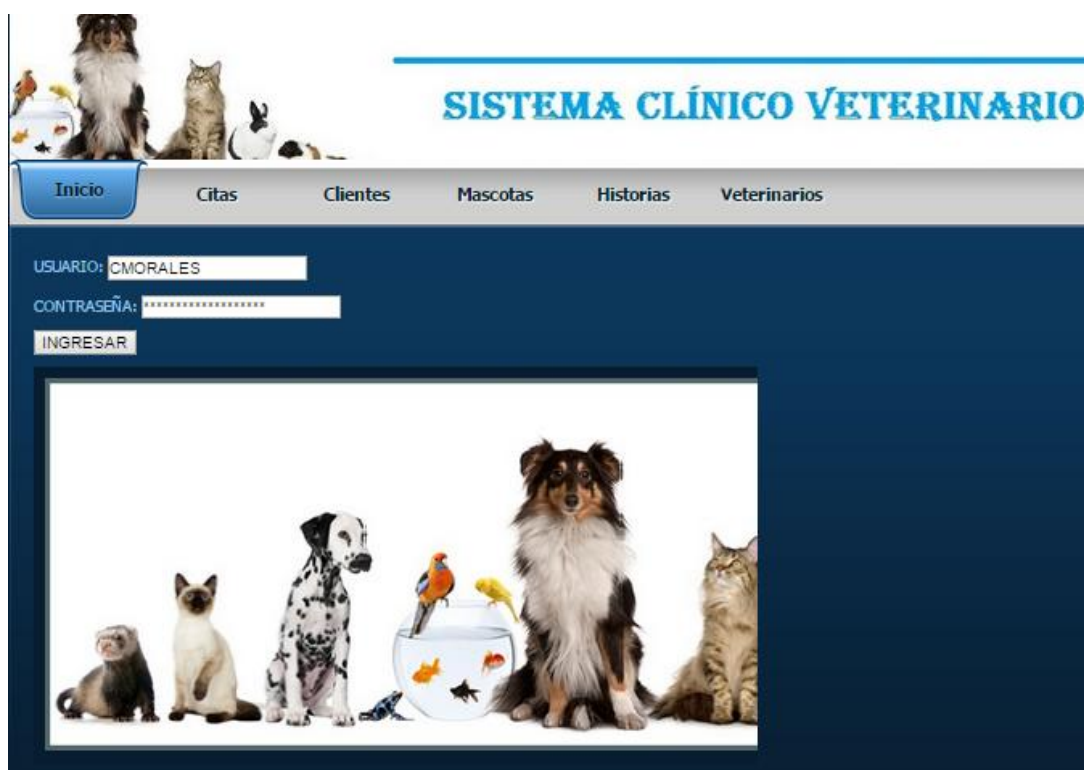 SISTEMA CLÍNICO VETERINARIO
Inicio Citas Clientes Mascotas Historias Veterinarios
USUARIO: CMORALES
CONTRASEÑA: *******************
INGRESAR